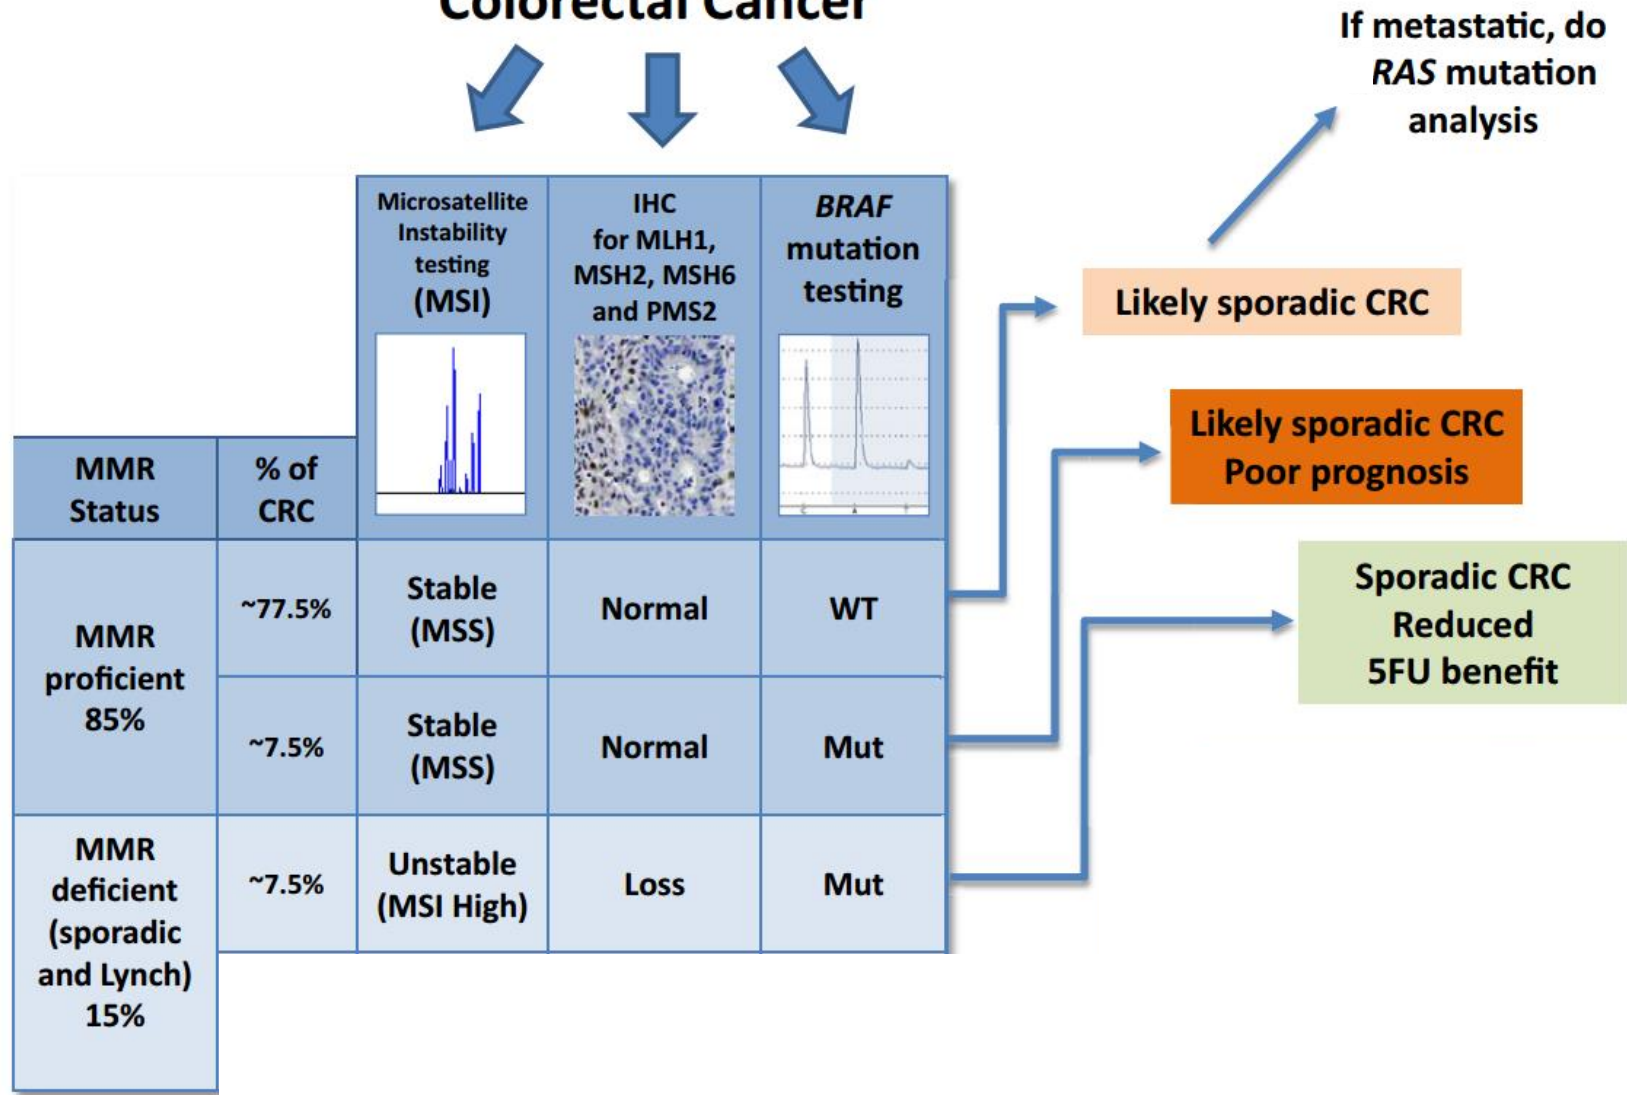 Colorectal Cancer
If metastatic, do
RAS mutation
analysis
Microsatellite
Instability
testing
(MSI)
IHC
for MLH1,
MSH2, MSH6
and PMS2
BRAF
mutation
testing
Likely sporadic CRC
Likely sporadic CRC
Poor prognosis
MMR
Status
% of
CRC
C
A
T
MMR
proficient
85%
~77.5%
Stable
(MSS)
Normal
WT
Sporadic CRC
Reduced
5FU benefit
~7.5%
Stable
(MSS)
Normal
Mut
MMR
deficient
(sporadic
and Lynch)
15%
~7.5%
Unstable
(MSI High)
Loss
Mut